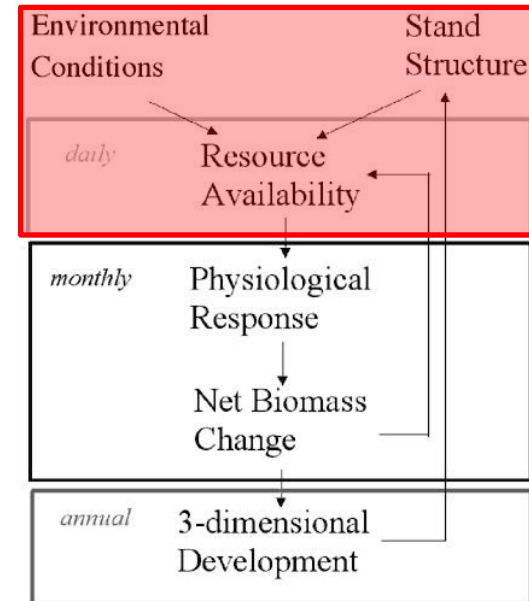 Environmental
Conditions
Stand
Structure
daily
Resource
Availability
monthly
Physiological
Response
Net Biomass
Change
annual
3-dimensional
Development